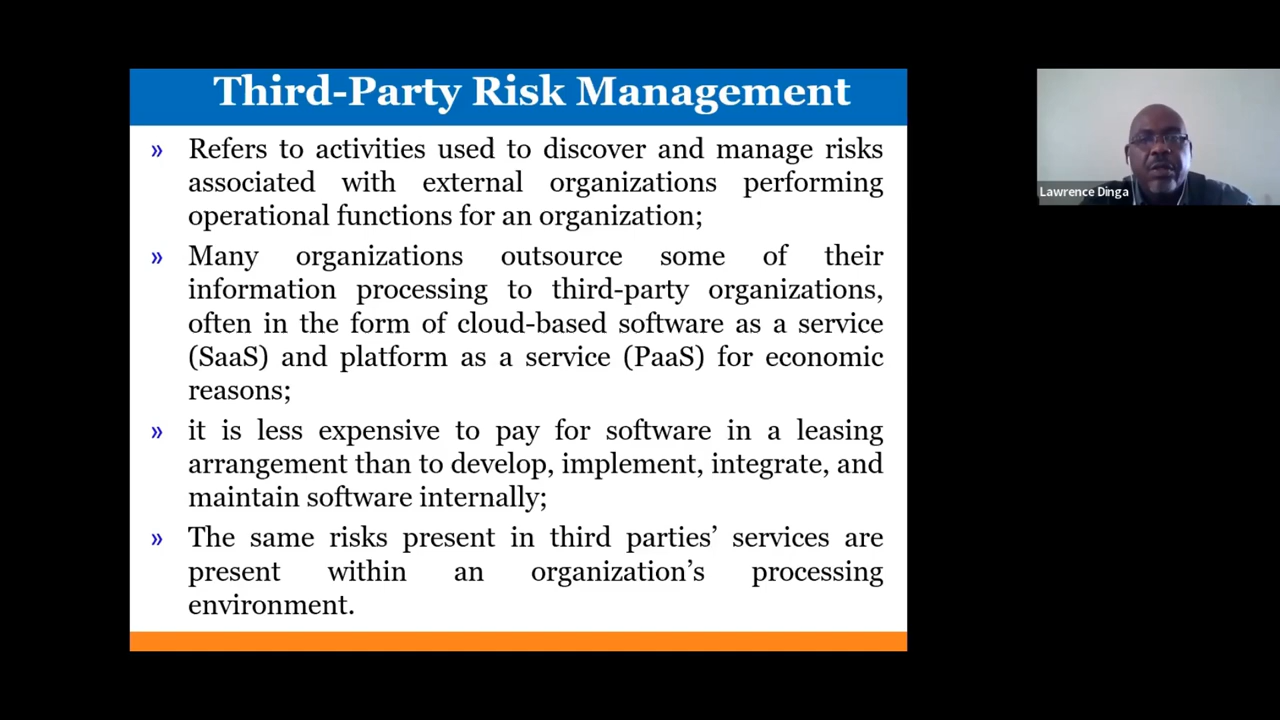 Third-Party Risk Management
» Refers to activities used to discover and manage risks
associated with external organizations performing
operational functions for an organization;
» Many organizations outsource some of their
information processing to third-party organizations,
often in the form of cloud-based software as a service
(SaaS) and platform as a service (PaaS) for economic
reasons;
» it is less expensive to pay for software in a leasing
arrangement than to develop, implement, integrate, and
maintain software internally;
» The same risks present in third parties’ services are
present within an organization’s processing
environment.
Lawrence Dinga